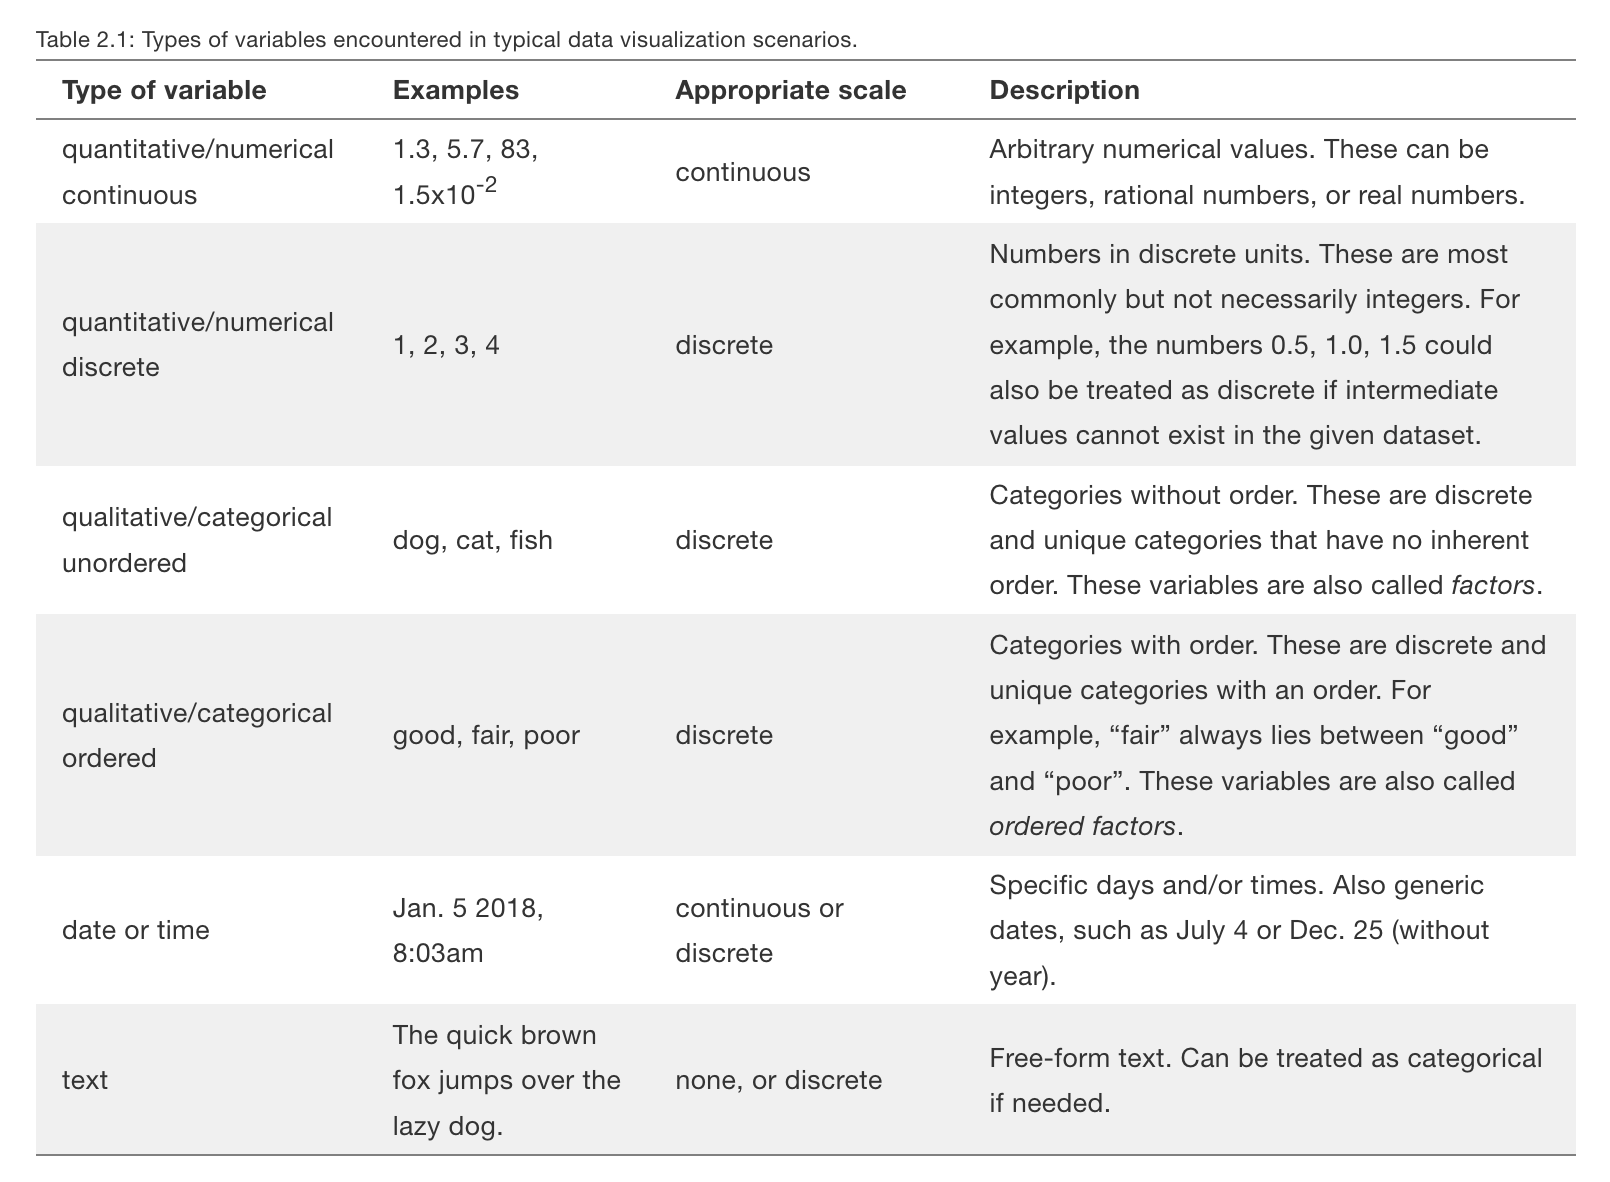 Table 2.1: Types of variables encountered in typical data visualization scenarios.
Type of variable
Examples
Appropriate scale
Description
quantitative/numerical
continuous
1.3, 5.7, 83,
1.5x10⁻²
continuous
Arbitrary numerical values. These can be
integers, rational numbers, or real numbers.
quantitative/numerical
discrete
1, 2, 3, 4
discrete
Numbers in discrete units. These are most
commonly but not necessarily integers. For
example, the numbers 0.5, 1.0, 1.5 could
also be treated as discrete if intermediate
values cannot exist in the given dataset.
qualitative/categorical
unordered
dog, cat, fish
discrete
Categories without order. These are discrete
and unique categories that have no inherent
order. These variables are also called factors.
qualitative/categorical
ordered
good, fair, poor
discrete
Categories with order. These are discrete and
unique categories with an order. For
example, “fair” always lies between “good”
and “poor”. These variables are also called
ordered factors.
date or time
Jan. 5 2018,
8:03am
continuous or
discrete
Specific days and/or times. Also generic
dates, such as July 4 or Dec. 25 (without
year).
text
The quick brown
fox jumps over the
lazy dog.
none, or discrete
Free-form text. Can be treated as categorical
if needed.